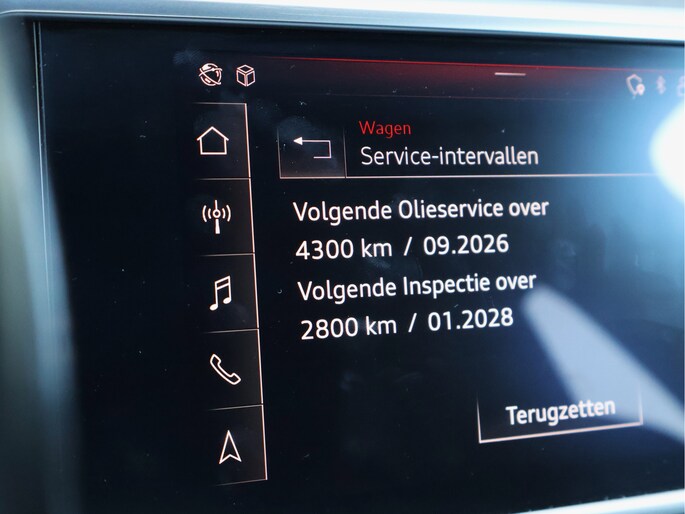 Wagen
Service-intervallen
Volgende Olieservice over
4300 km / 09.2026
Volgende Inspectie over
2800 km / 01.2028
Terugzetten